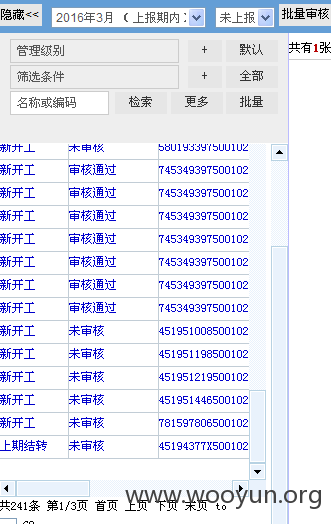 隐藏<< 2016年3月 (上报期内) 未上报 批量审核
管理级别 + 默认 共有1张
筛选条件 + 全部
名称或编码 检索 更多 批量
新开工 未审核 580193397500102
新开工 审核通过 745349397500102
新开工 审核通过 745349397500102
新开工 审核通过 745349397500102
新开工 审核通过 745349397500102
新开工 审核通过 745349397500102
新开工 审核通过 745349397500102
新开工 审核通过 745349397500102
新开工 未审核 451951008500102
新开工 未审核 451951198500102
新开工 未审核 451951219500102
新开工 未审核 451951446500102
新开工 未审核 781597806500102
上期结转 未审核 45194377X500102
共241条 第1/3页 首页 上页 下页 末页 to
www.wooyun.org
GO